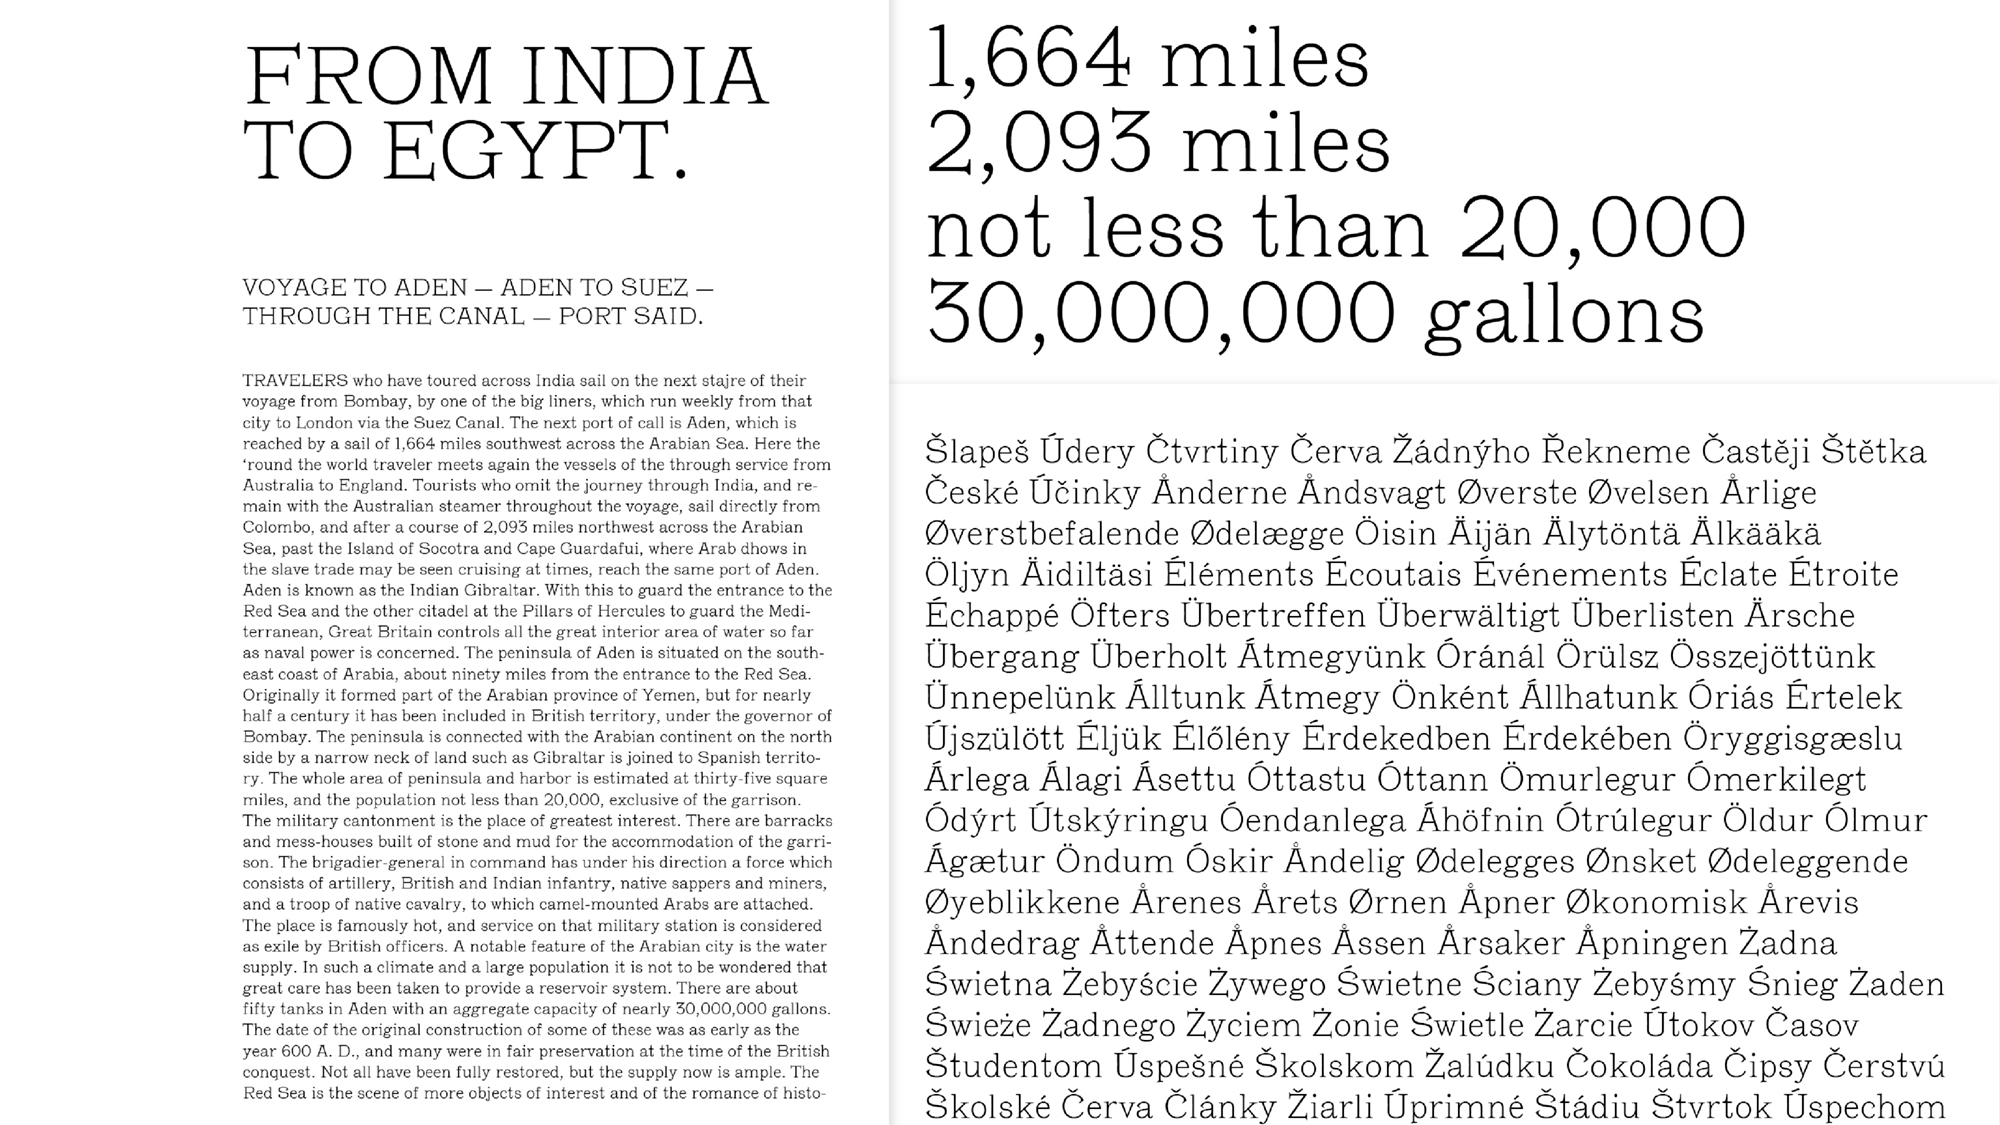 FROM INDIA
TO EGYPT.
VOYAGE TO ADEN — ADEN TO SUEZ —
THROUGH THE CANAL — PORT SAID.
TRAVELERS who have toured across India sail on the next stajre of their
voyage from Bombay, by one of the big liners, which run weekly from that
city to London via the Suez Canal. The next port of call is Aden, which is
reached by a sail of 1,664 miles southwest across the Arabian Sea. Here the
‘round the world traveler meets again the vessels of the through service from
Australia to England. Tourists who omit the journey through India, and re-
main with the Australian steamer throughout the voyage, sail directly from
Colombo, and after a course of 2,093 miles northwest across the Arabian
Sea, past the Island of Socotra and Cape Guardafui, where Arab dhows in
the slave trade may be seen cruising at times, reach the same port of Aden.
Aden is known as the Indian Gibraltar. With this to guard the entrance to the
Red Sea and the other citadel at the Pillars of Hercules to guard the Medi-
terranean, Great Britain controls all the great interior area of water so far
as naval power is concerned. The peninsula of Aden is situated on the south-
east coast of Arabia, about ninety miles from the entrance to the Red Sea.
Originally it formed part of the Arabian province of Yemen, but for nearly
half a century it has been included in British territory, under the governor of
Bombay. The peninsula is connected with the Arabian continent on the north
side by a narrow neck of land such as Gibraltar is joined to Spanish territo-
ry. The whole area of peninsula and harbor is estimated at thirty-five square
miles, and the population not less than 20,000, exclusive of the garrison.
The military cantonment is the place of greatest interest. There are barracks
and mess-houses built of stone and mud for the accommodation of the garri-
son. The brigadier-general in command has under his direction a force which
consists of artillery, British and Indian infantry, native sappers and miners,
and a troop of native cavalry, to which camel-mounted Arabs are attached.
The place is famously hot, and service on that military station is considered
as exile by British officers. A notable feature of the Arabian city is the water
supply. In such a climate and a large population it is not to be wondered that
great care has been taken to provide a reservoir system. There are about
fifty tanks in Aden with an aggregate capacity of nearly 30,000,000 gallons.
The date of the original construction of some of these was as early as the
year 600 A. D., and many were in fair preservation at the time of the British
conquest. Not all have been fully restored, but the supply now is ample. The
Red Sea is the scene of more objects of interest and of the romance of histo-
1,664 miles
2,093 miles
not less than 20,000
30,000,000 gallons
Šlapeš Údery Čtvrtiny Červa Žádnýho Řekneme Častěji Štětka
České Účinky Ånderne Åndsvagt Øverste Øvelsen Årlige
Øverstbefalende Ødelægge Öisin Äijän Älytöntä Älkääkä
Öljyn Äidiltäsi Éléments Écoutais Événements Éclate Étroite
Échappé Öfters Übertreffen Überwältigt Überlisten Ärsche
Übergang Überholt Átmegyünk Óránál Örülsz Összejöttünk
Ünnepelünk Álltunk Átmegy Önként Állhatunk Óriás Értelek
Újszülött Éljük Élőlény Érdekedben Érdekében Öryggisgæslu
Árlega Álagi Ásettu Óttastu Óttann Ömurlegur Ómerkilegt
Ódýrt Útskýringu Óendanlega Áhöfnin Ótrúlegur Öldur Ólmur
Ágætur Öndum Óskir Åndelig Ødelegges Ønsket Ødeleggende
Øyeblikkene Årenes Årets Ørnen Åpner Økonomisk Årevis
Åndedrag Åttende Åpnes Åssen Årsaker Åpningen Żadna
Świetna Żebyście Żywego Świetne Ściany Żebyśmy Śnieg Żaden
Świeże Żadnego Życiem Żonie Świetle Żarcie Útokov Časov
Študentom Úspešné Školskom Žalúdku Čokoláda Čipsy Čerstvú
Školské Červa Články Žiarli Úprimné Štádiu Štvrtok Úspechom